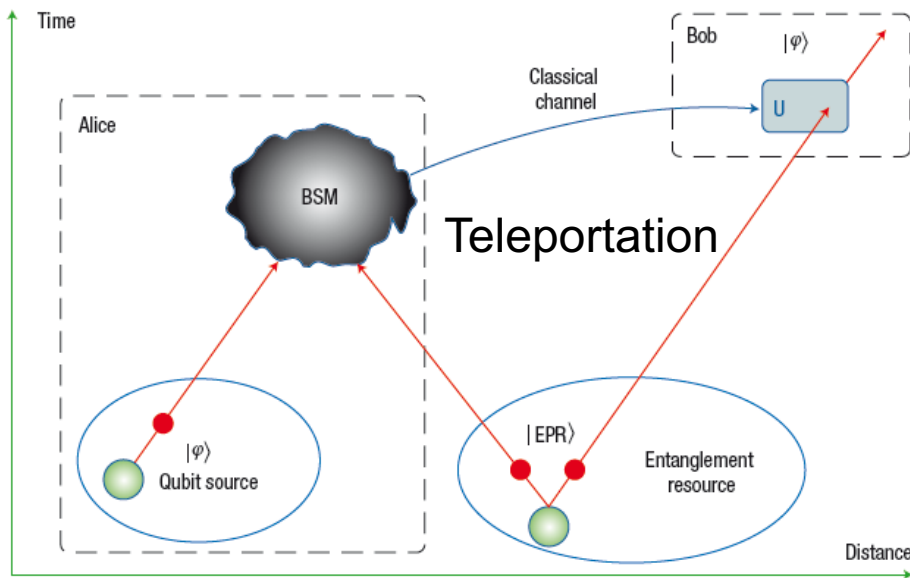 Time
Bob
|φ⟩
Classical
channel
U
Alice
BSM
Teleportation
|EPR⟩
|φ⟩
Qubit source
Entanglement
resource
Distance